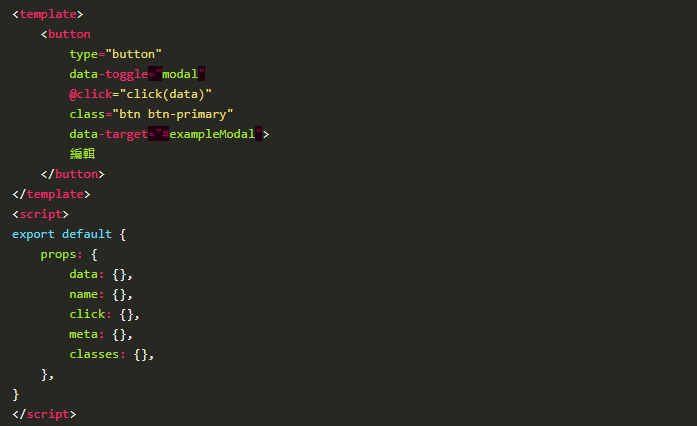 <template>
    <button
        type="button"
        data-toggle="modal"
        @click="click(data)"
        class="btn btn-primary"
        data-target="#exampleModal">
        編輯
    </button>
</template>
<script>
export default {
    props: {
        data: {},
        name: {},
        click: {},
        meta: {},
        classes: {},
    },
}
</script>